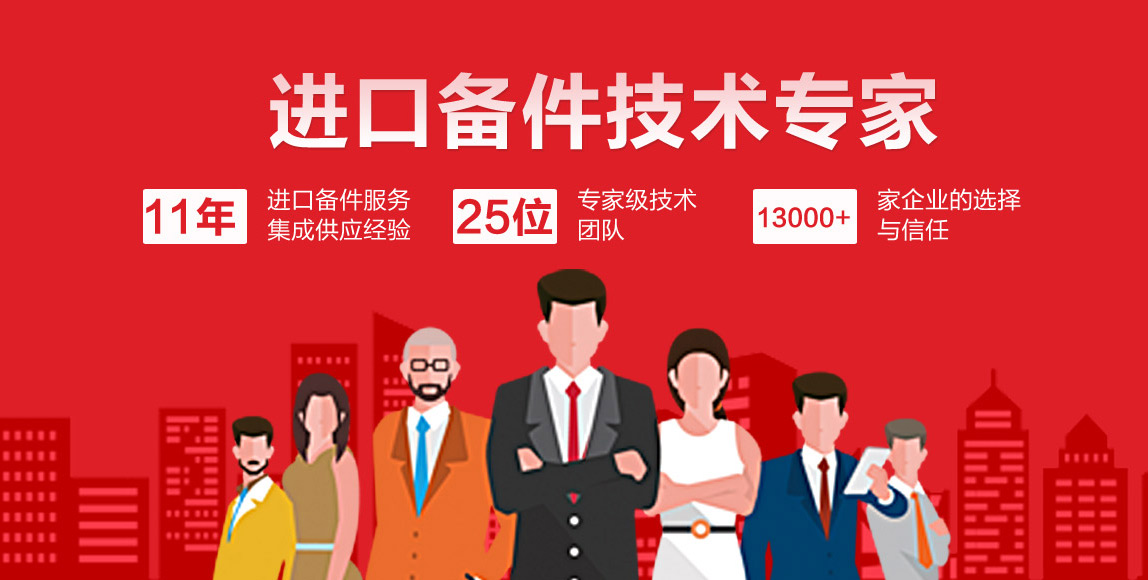 进口备件技术专家
11年
进口备件服务
集成供应经验
25位
专家级技术
团队
13000+
家企业的选择
与信任